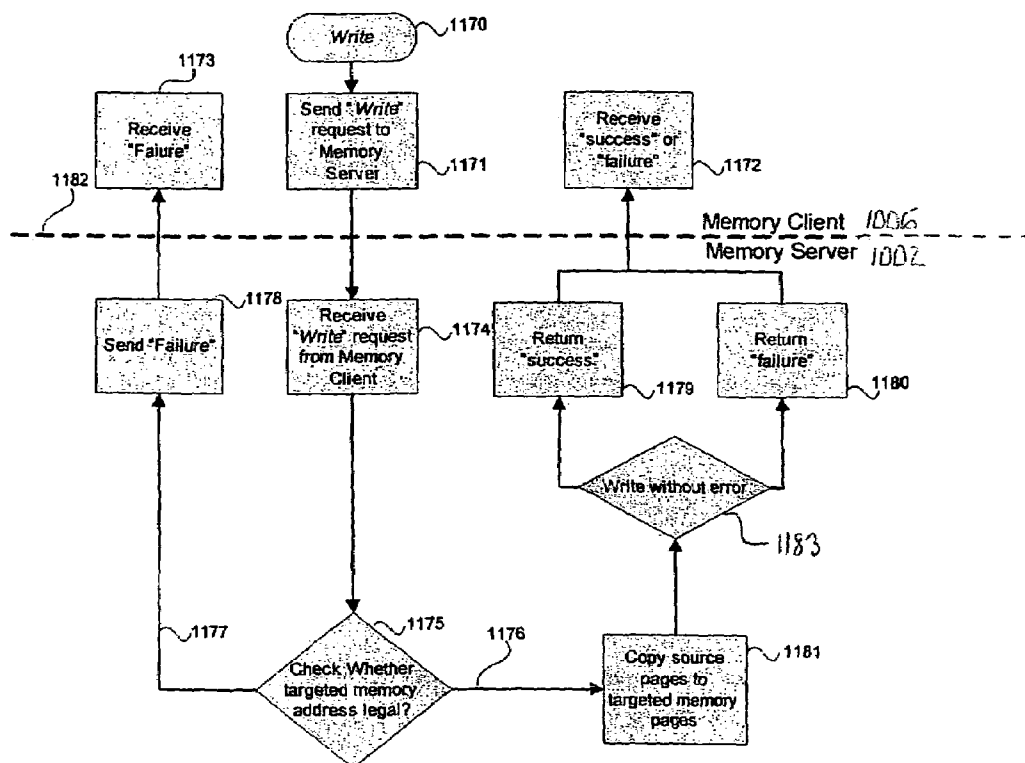 Write
1170
1173
Receive
"Failure"
Send "Write"
request to
Memory
Server
1171
Receive
"success" or
"failure"
1172
1182
Memory Client 1006
Memory Server 1002
1178
Send "Failure"
Receive
"Write" request
from Memory
Client
1174
Return
"success"
1179
Return
"failure"
1180
Write without error
1183
1177
1175
Check Whether
targeted memory
address legal?
1176
Copy source
pages to
targeted memory
pages
1181